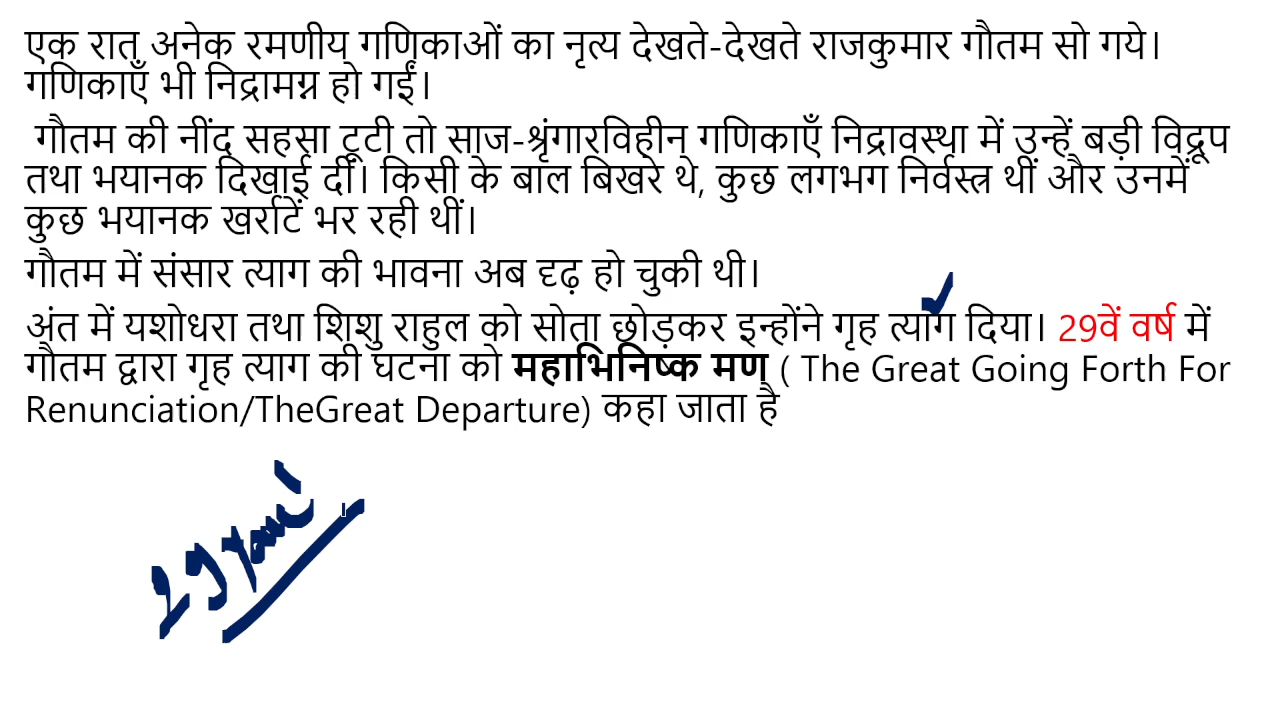 एक रात अनेक रमणीय गणिकाओं का नृत्य देखते-देखते राजकुमार गौतम सो गये।
गणिकाएँ भी निद्रामग्न हो गईं।
गौतम की नींद सहसा टूटी तो साज-श्रृंगारविहीन गणिकाएँ निद्रावस्था में उन्हें बड़ी विद्रूप
तथा भयानक दिखाई दीं। किसी के बाल बिखरे थे, कुछ लगभग निर्वस्त्र थीं और उनमें
कुछ भयानक खर्राटें भर रही थीं।
गौतम में संसार त्याग की भावना अब दृढ़ हो चुकी थी।
अंत में यशोधरा तथा शिशु राहुल को सोता छोड़कर इन्होंने गृह त्याग दिया। 29वें वर्ष में
गौतम द्वारा गृह त्याग की घटना को महाभिनिष्क मण ( The Great Going Forth For
Renunciation/TheGreat Departure) कहा जाता है
29